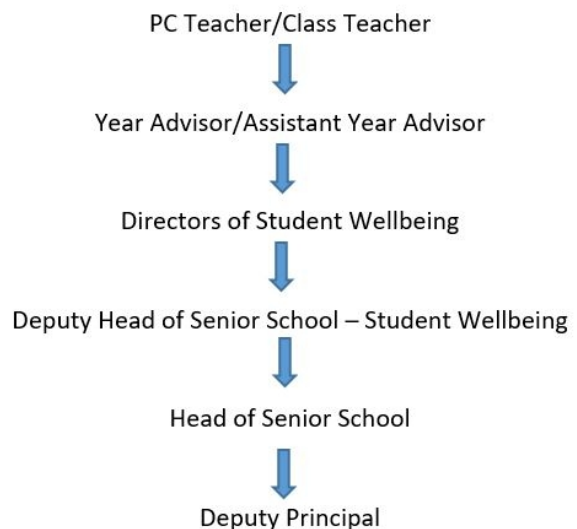 PC Teacher/Class Teacher
Year Advisor/Assistant Year Advisor
Directors of Student Wellbeing
Deputy Head of Senior School – Student Wellbeing
Head of Senior School
Deputy Principal